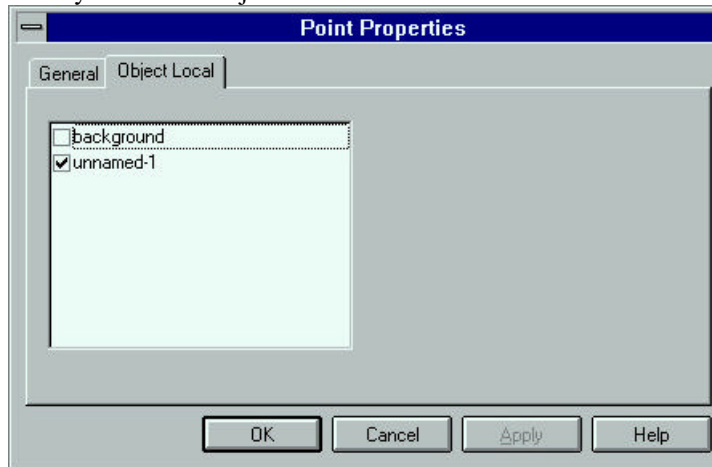 Point Properties
General Object Local
background
unnamed-1
OK Cancel Apply Help